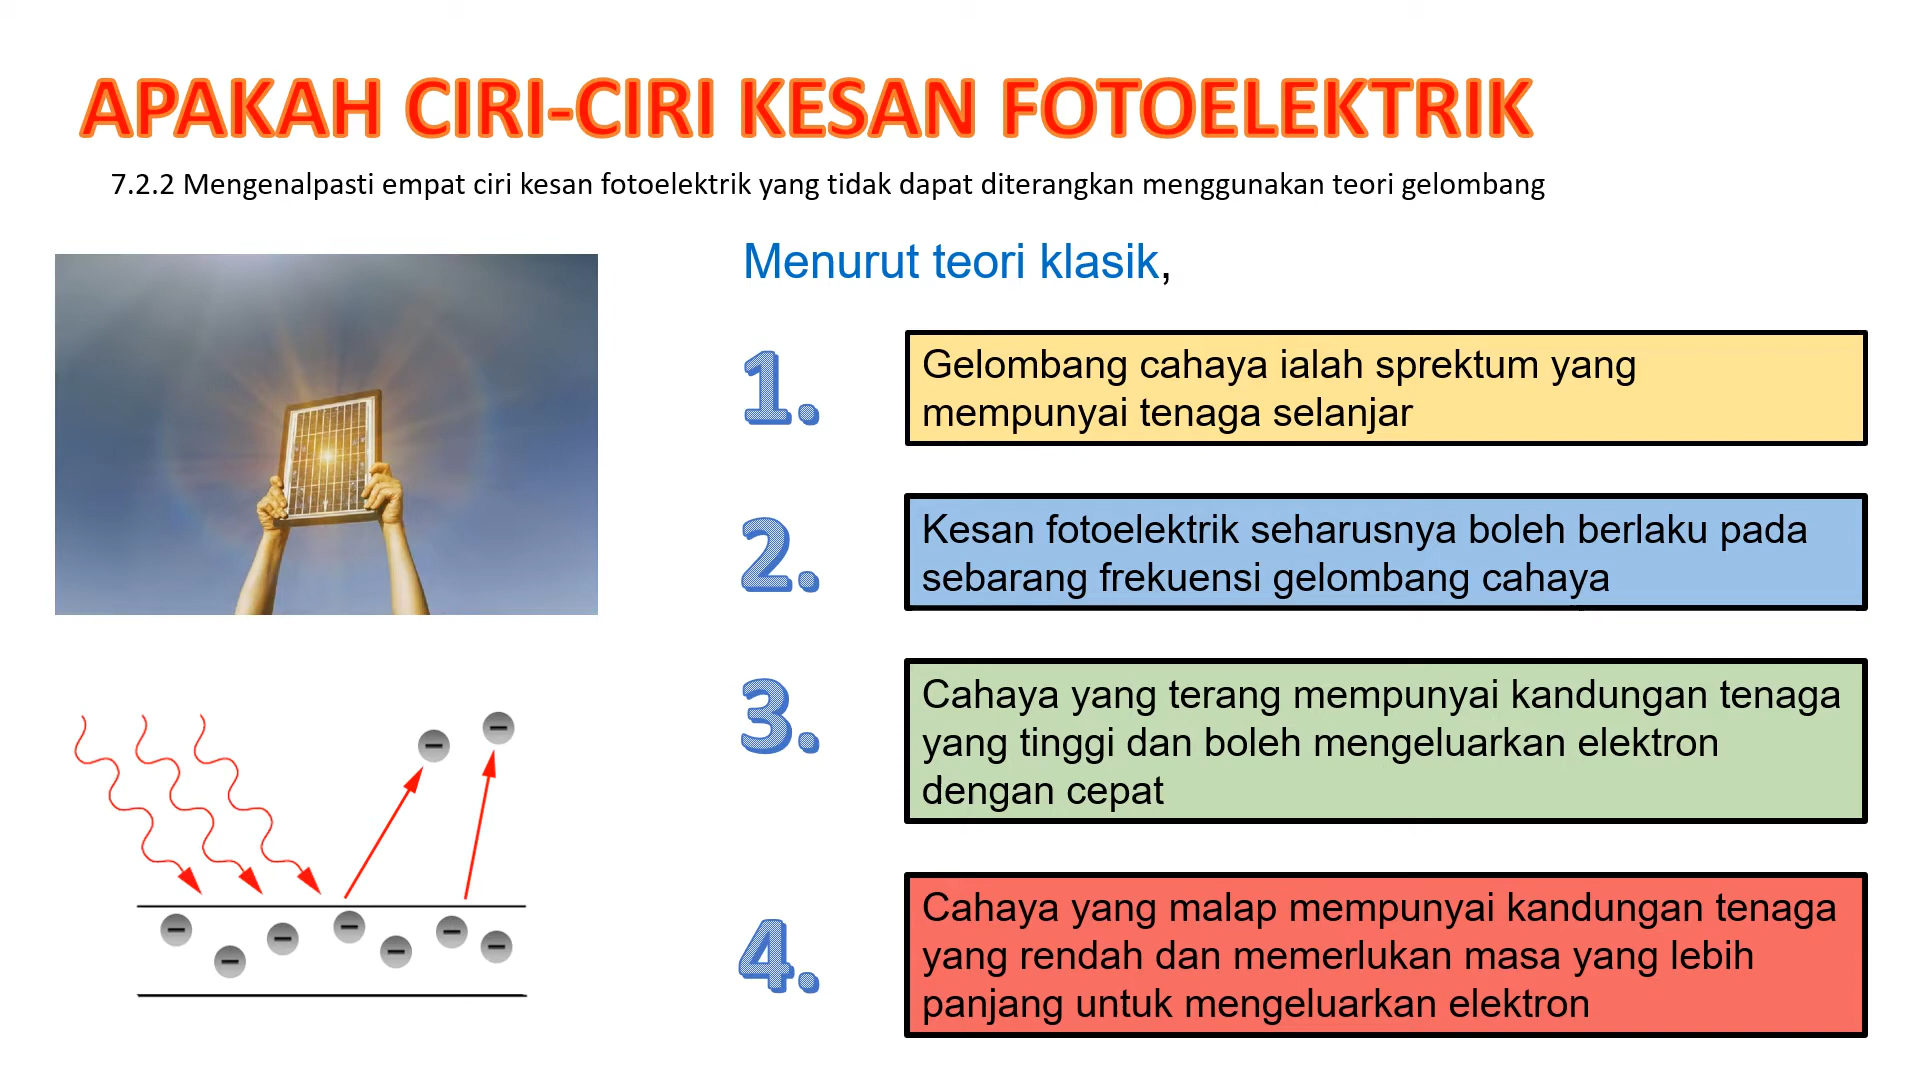 APAKAH CIRI-CIRI KESAN FOTOELEKTRIK
7.2.2 Mengenalpasti empat ciri kesan fotoelektrik yang tidak dapat diterangkan menggunakan teori gelombang
Menurut teori klasik,
1.
Gelombang cahaya ialah sprektum yang
mempunyai tenaga selanjar
2.
Kesan fotoelektrik seharusnya boleh berlaku pada
sebarang frekuensi gelombang cahaya
3.
Cahaya yang terang mempunyai kandungan tenaga
yang tinggi dan boleh mengeluarkan elektron
dengan cepat
4.
Cahaya yang malap mempunyai kandungan tenaga
yang rendah dan memerlukan masa yang lebih
panjang untuk mengeluarkan elektron